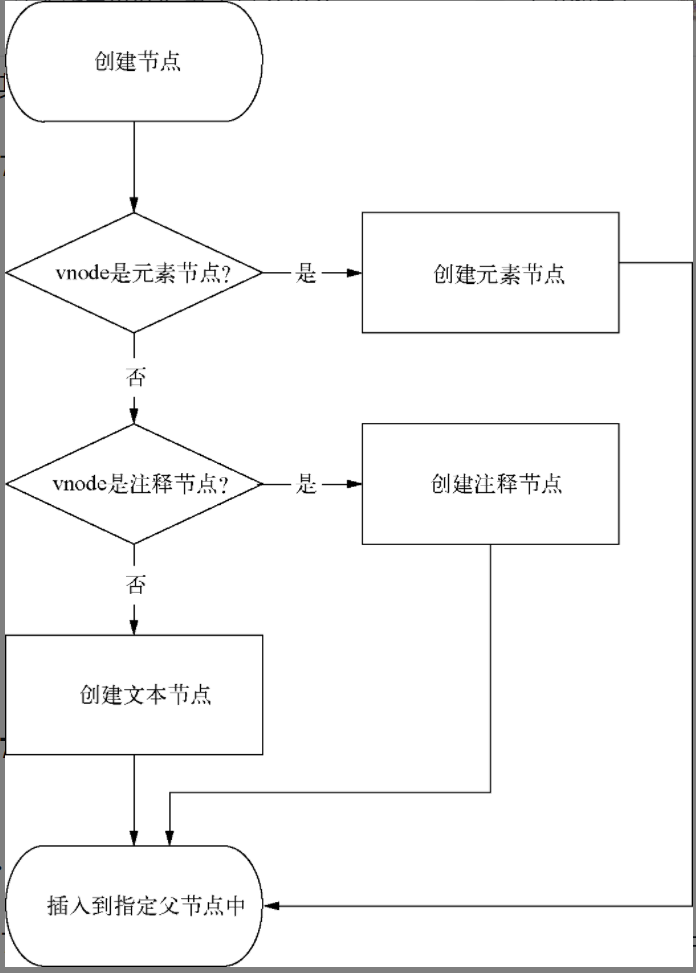 创建节点
vnode是元素节点?
是
创建元素节点
否
vnode是注释节点?
是
创建注释节点
否
创建文本节点
插入到指定父节点中